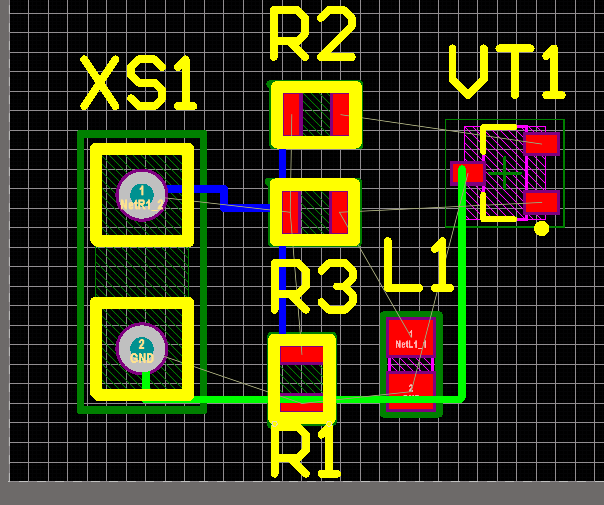 R2
XS1
VT1
1
NetR1_2
L1
R3
1
NetL1_1
2
GND
2
R1